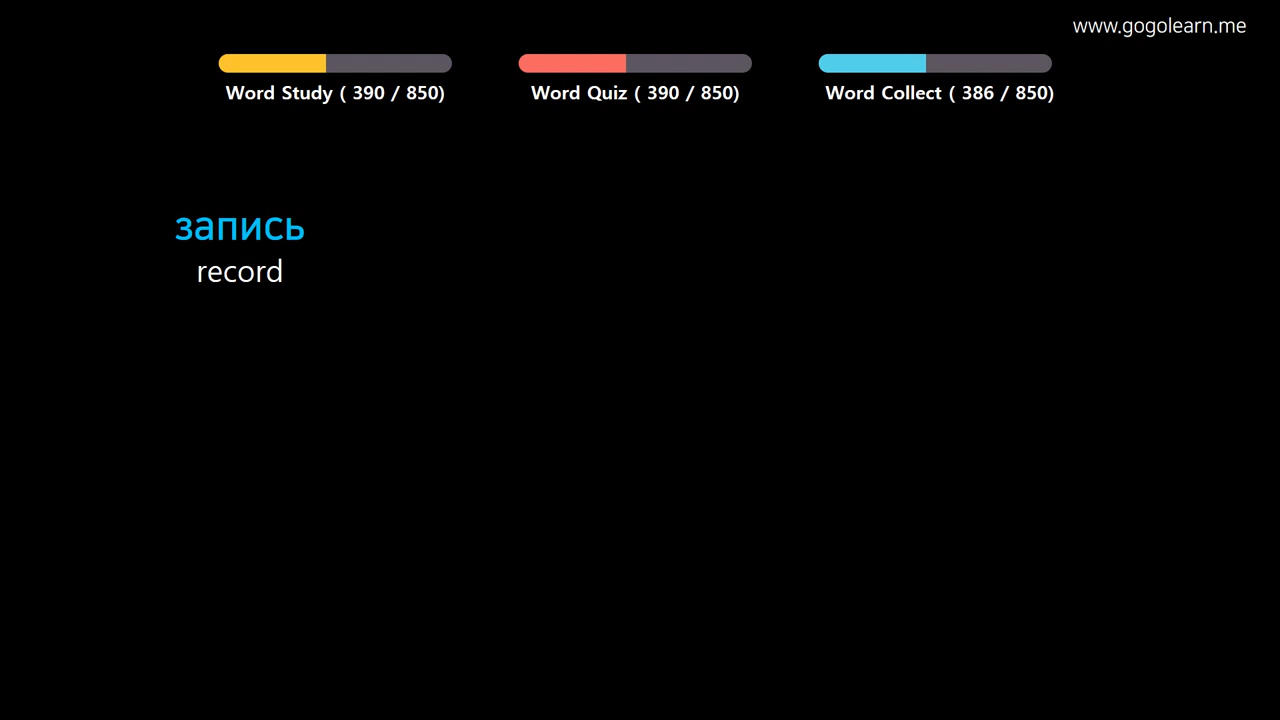 www.gogolearn.me
Word Study ( 390 / 850)
Word Quiz ( 390 / 850)
Word Collect ( 386 / 850)
запись
record